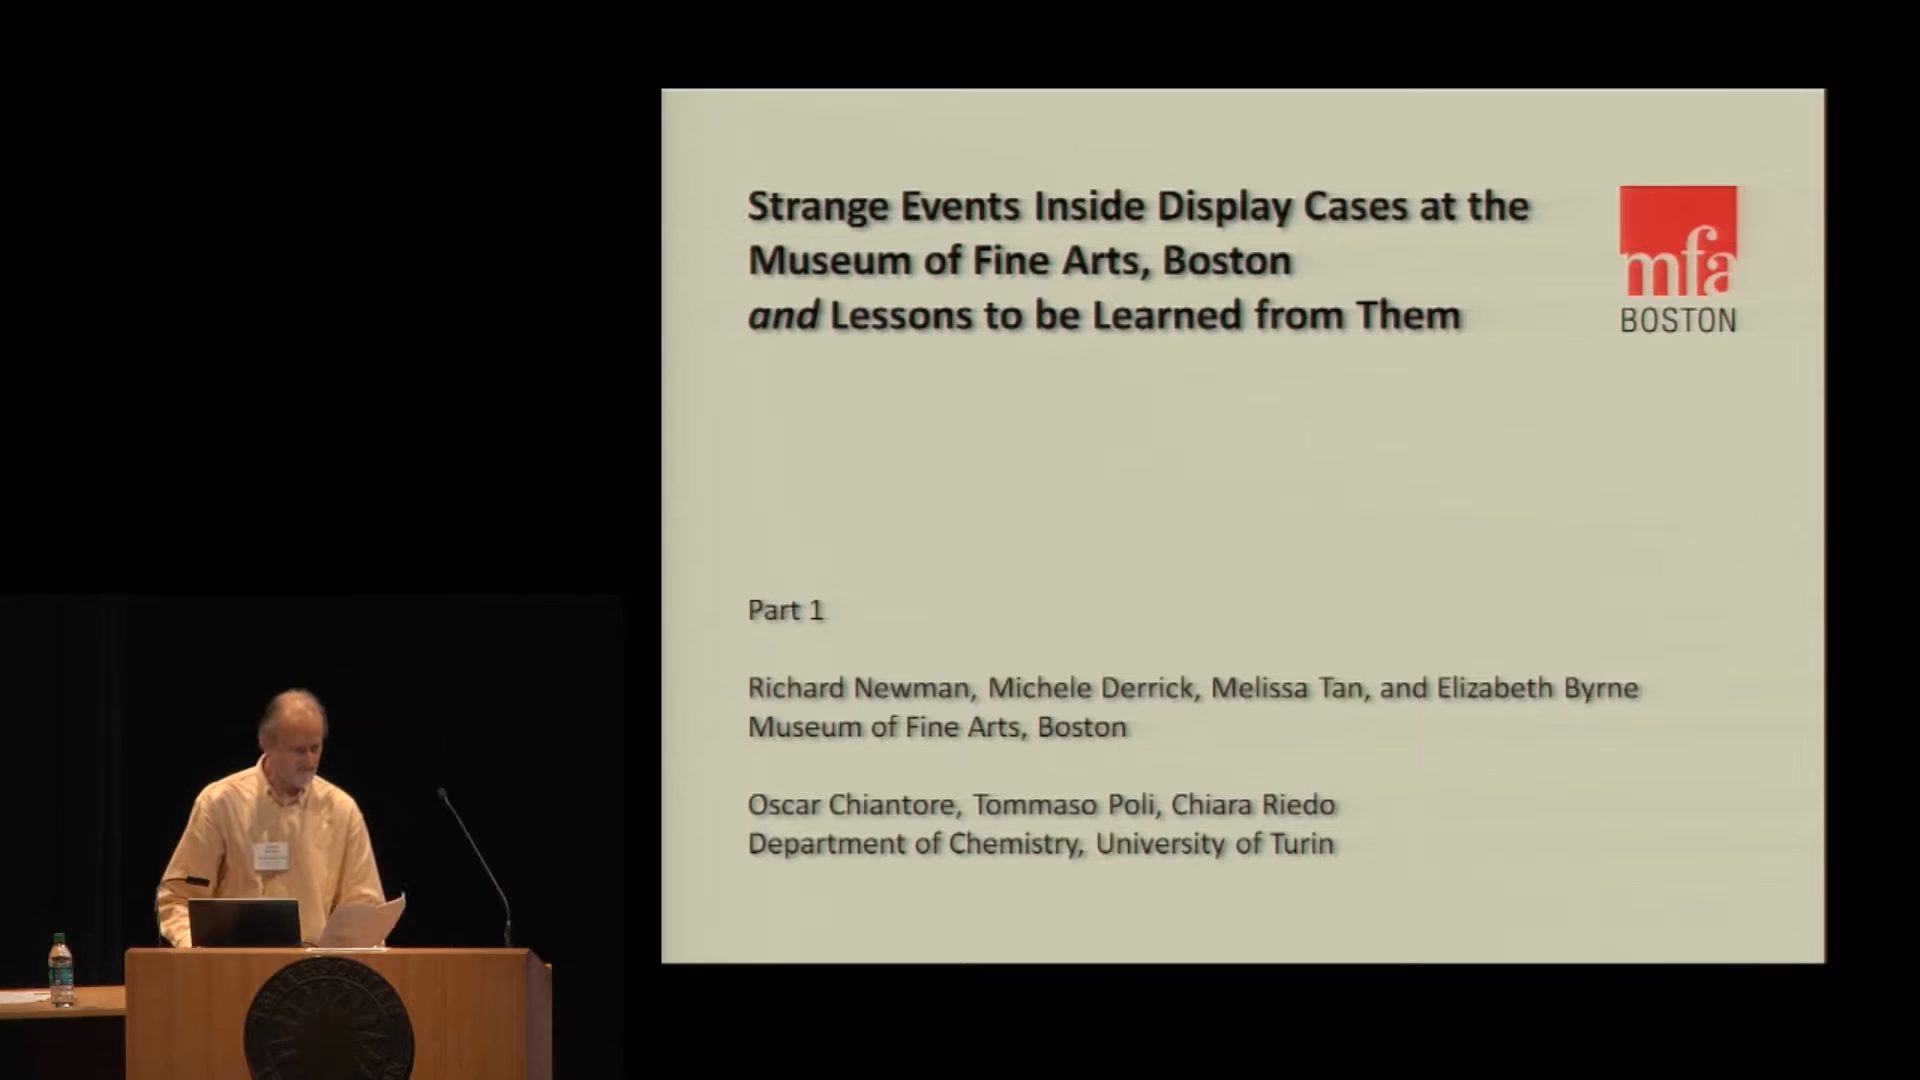 Strange Events Inside Display Cases at the
Museum of Fine Arts, Boston
and Lessons to be Learned from Them
mfa
BOSTON
Part 1
Richard Newman, Michele Derrick, Melissa Tan, and Elizabeth Byrne
Museum of Fine Arts, Boston
Oscar Chiantore, Tommaso Poli, Chiara Riedo
Department of Chemistry, University of Turin